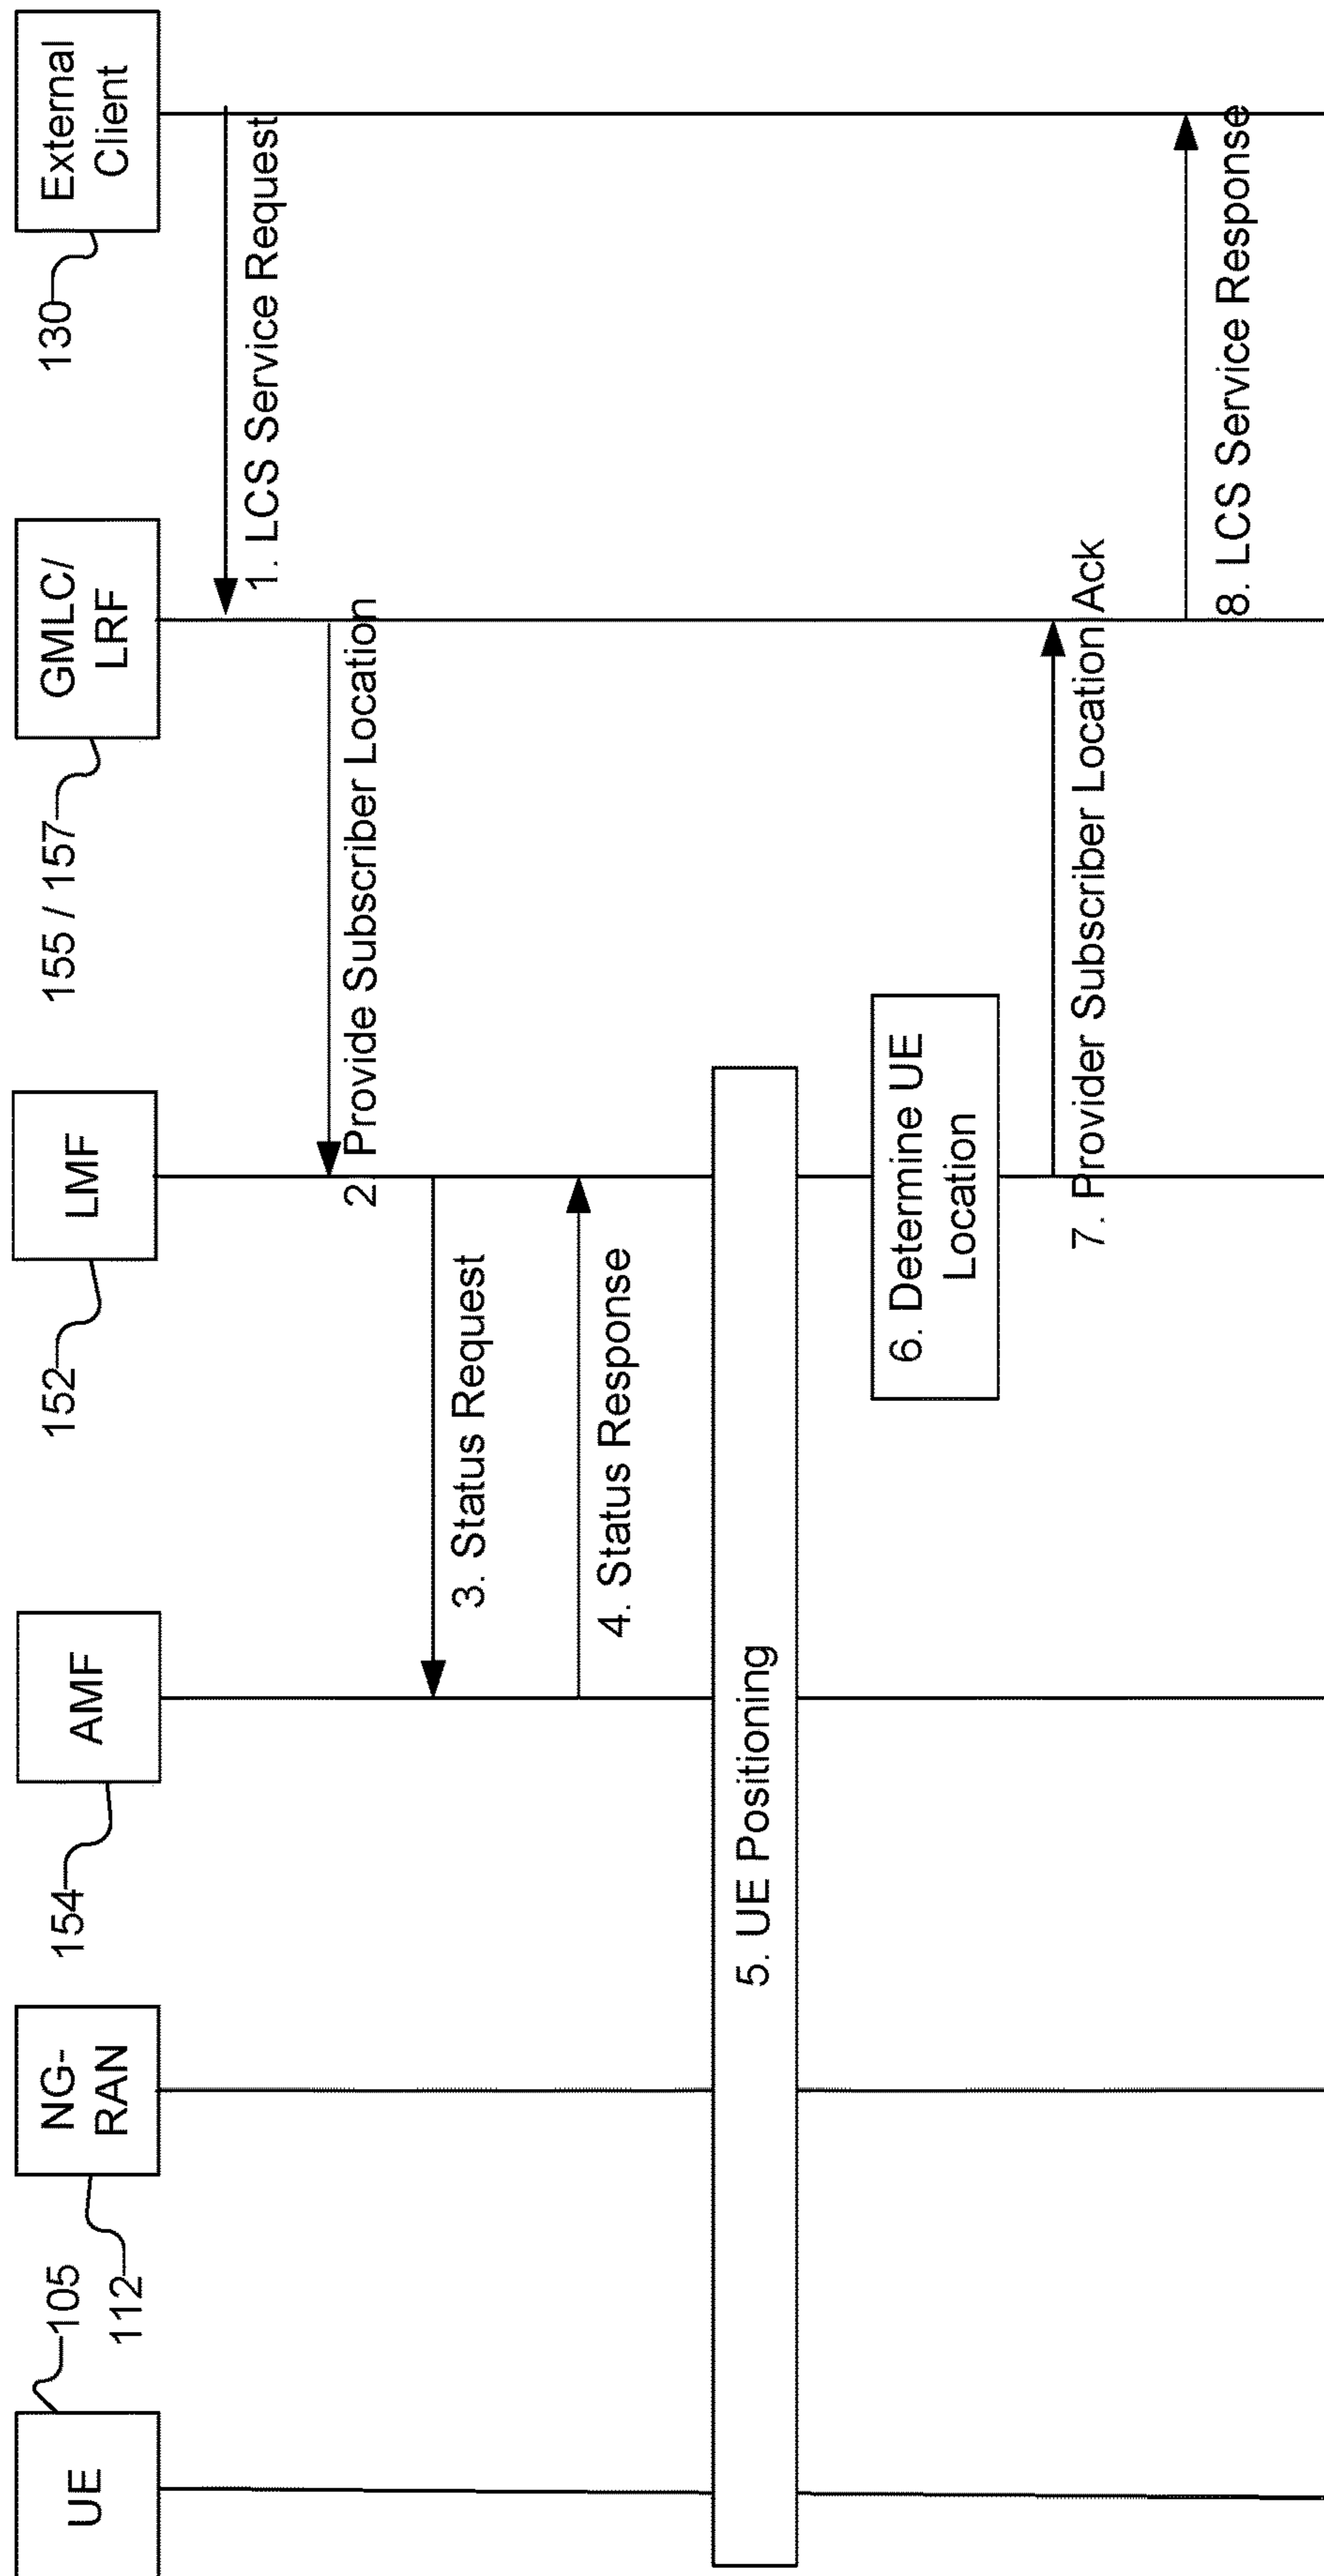 UE
105
NG-
RAN
112
AMF
154
LMF
152
GMLC/
LRF
155 / 157
External
Client
130
1. LCS Service Request
2. Provide Subscriber Location
3. Status Request
4. Status Response
5. UE Positioning
6. Determine UE
Location
7. Provider Subscriber Location Ack
8. LCS Service Response